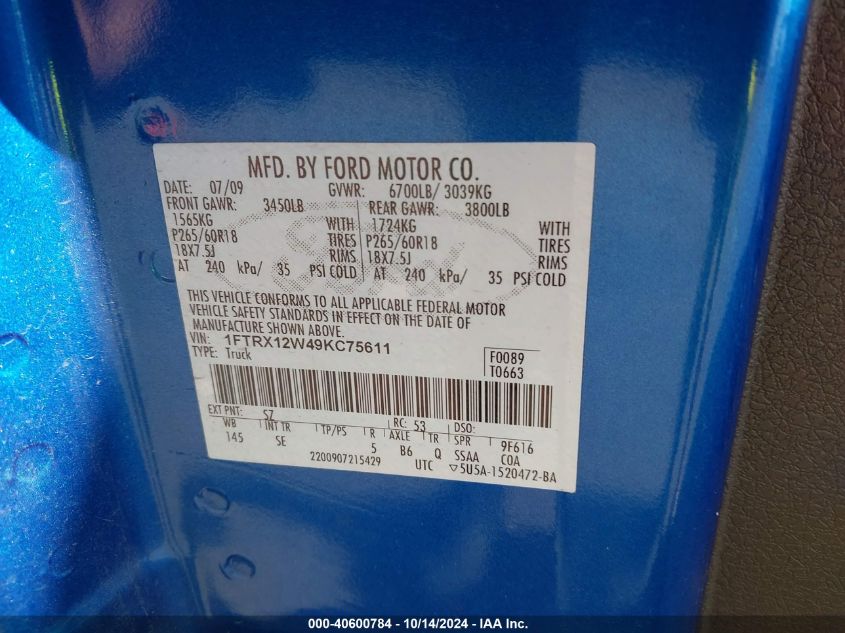 MFD. BY FORD MOTOR CO.
DATE: 07/09 GVWR: 6700LB/ 3039KG
FRONT GAWR: 3450LB REAR GAWR: 3800LB
1565KG WITH 1724KG WITH
P265/60R18 TIRES P265/60R18 TIRES
18X7.5J RIMS 18X7.5J RIMS
AT 240 kPa/ 35 PSI COLD AT 240 kPa/ 35 PSI COLD
Ford
THIS VEHICLE CONFORMS TO ALL APPLICABLE FEDERAL MOTOR
VEHICLE SAFETY STANDARDS IN EFFECT ON THE DATE OF
MANUFACTURE SHOWN ABOVE.
VIN: 1FTRX12W49KC75611
TYPE: Truck
F0089
T0663
EXT PNT: SZ RC: 53 DSO:
WB INT TR TP/PS R AXLE TR SPR 9F616
145 SE 5 B6 Q SSAA COA
2200907215429 UTC ▽5U5A-1520472-BA
000-40600784 - 10/14/2024 - IAA Inc.